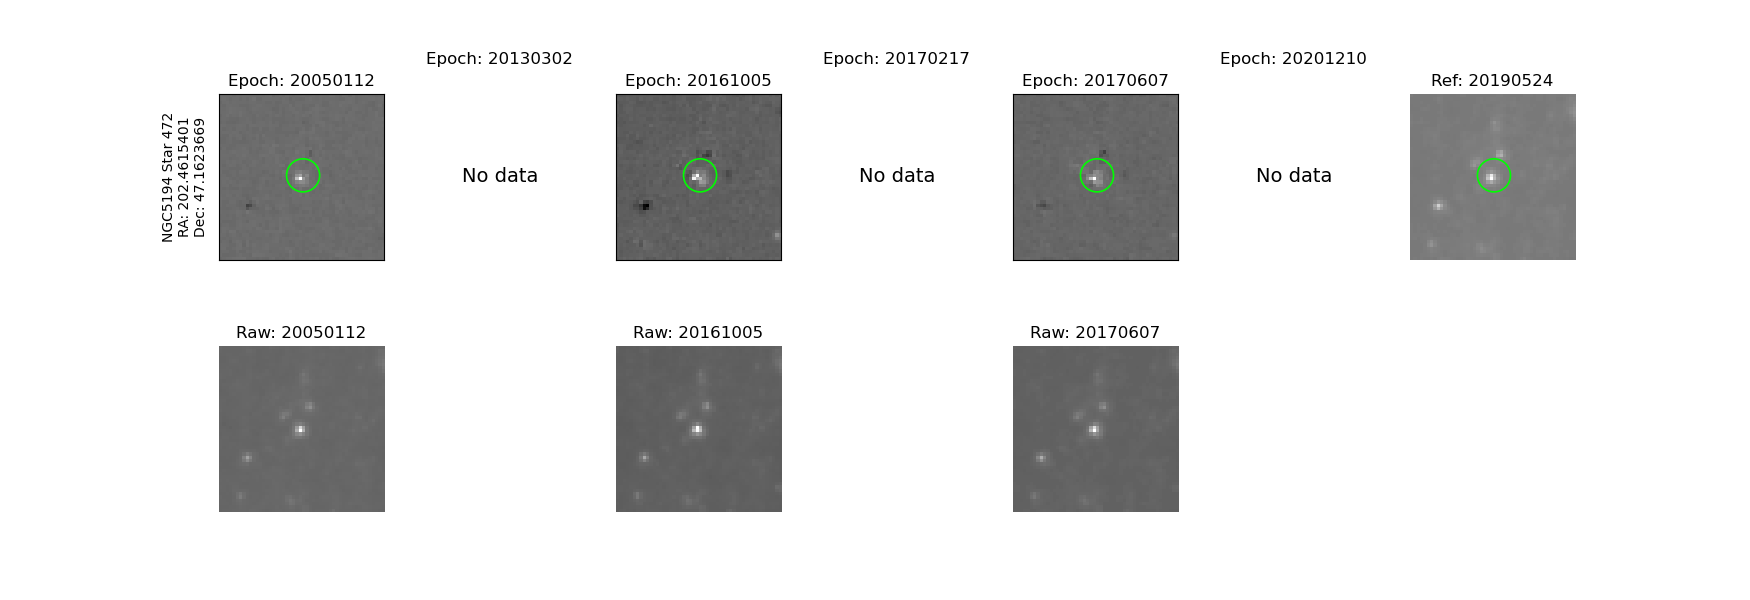 Epoch: 20130302
Epoch: 20170217
Epoch: 20201210
Epoch: 20050112
Epoch: 20161005
Epoch: 20170607
Ref: 20190524
NGC5194 Star 472
RA: 202.4615401
Dec: 47.1623669
No data
No data
No data
Raw: 20050112
Raw: 20161005
Raw: 20170607